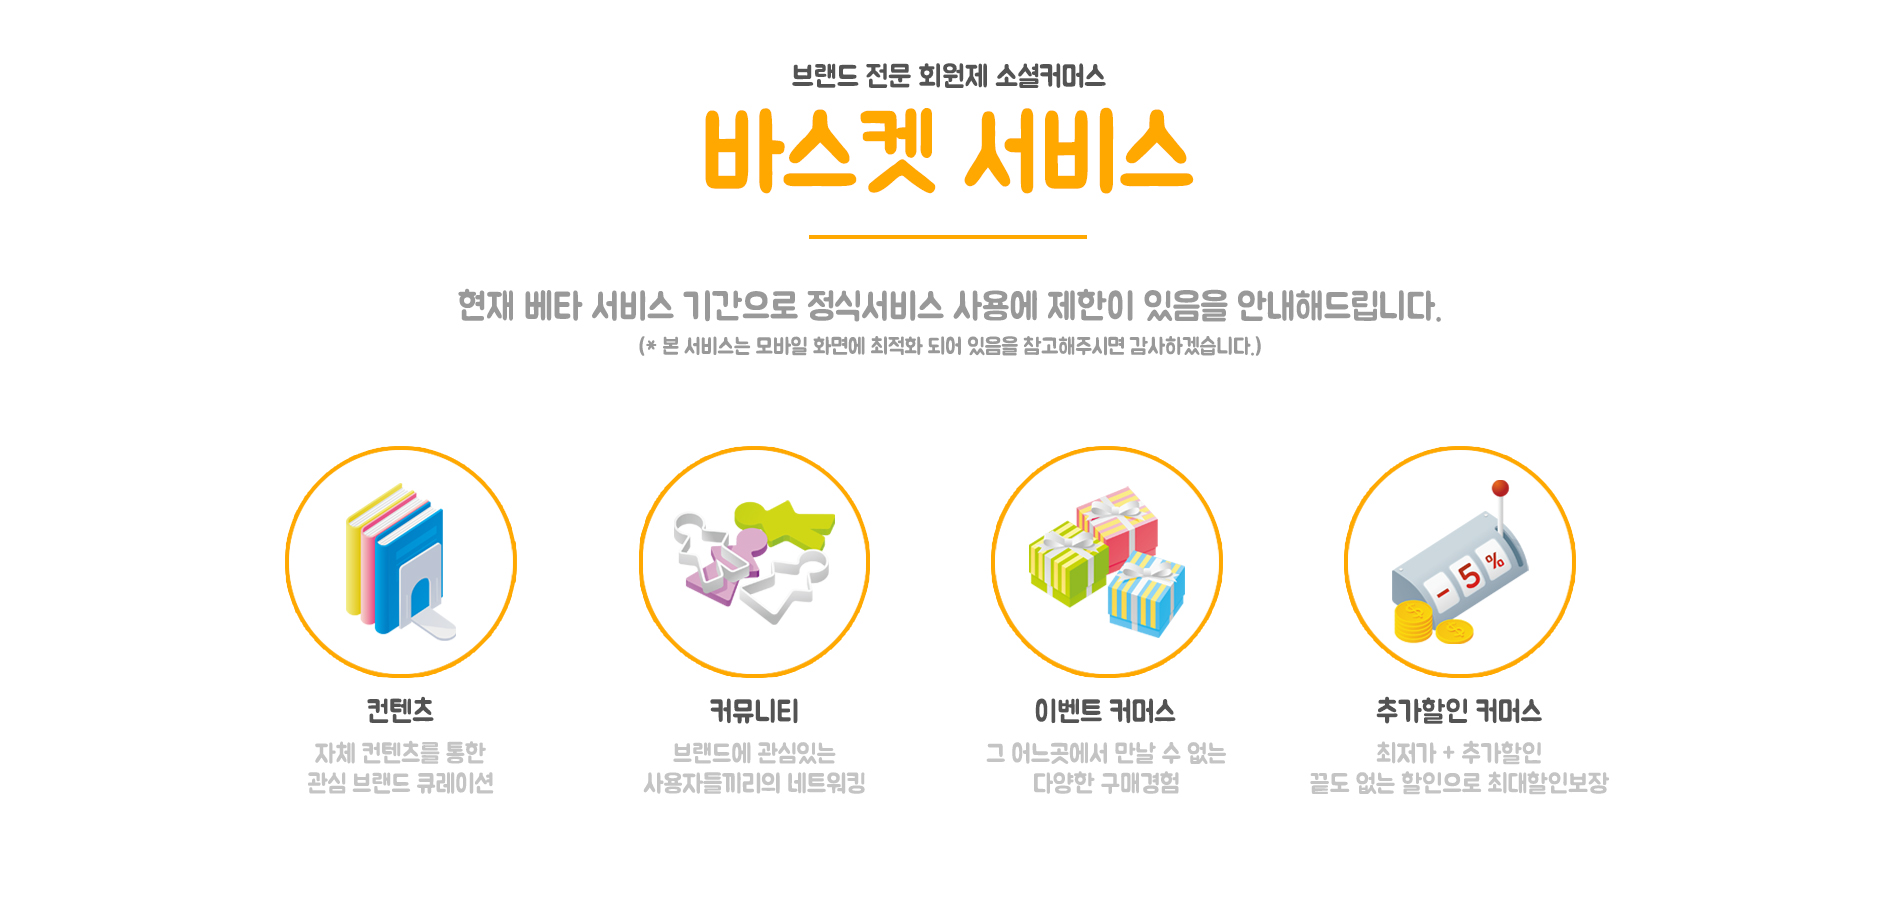 브랜드 전문 회원제 소셜커머스
바스켓 서비스
현재 베타 서비스 기간으로 정식서비스 사용에 제한이 있음을 안내해드립니다.
(* 본 서비스는 모바일 화면에 최적화 되어 있음을 참고해주시면 감사하겠습니다.)
- 5 %
컨텐츠
자체 컨텐츠를 통한
관심 브랜드 큐레이션
커뮤니티
브랜드에 관심있는
사용자들끼리의 네트워킹
이벤트 커머스
그 어느곳에서 만날 수 없는
다양한 구매경험
추가할인 커머스
최저가 + 추가할인
끝도 없는 할인으로 최대할인보장